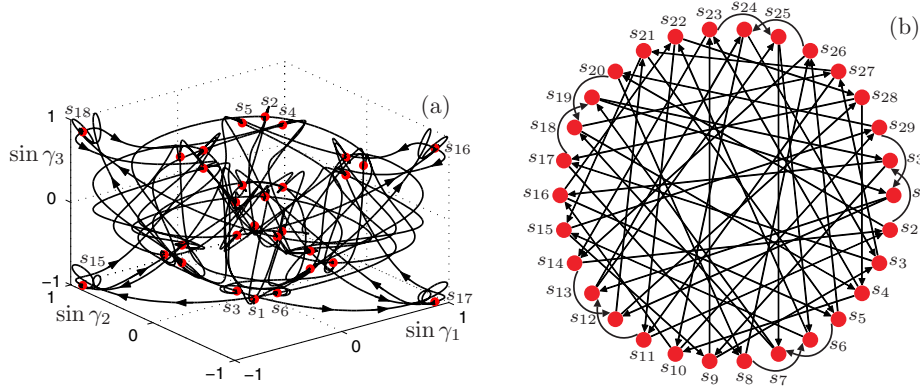 (a)
s18
s5 s2 s4
s16
sin γ3
1
0
−1
s15
s3 s1 s6
s17
1
sin γ2
0
−1
−1
0
sin γ1
1
(b)
s24
s23 s25
s22 s26
s21 s27
s20 s28
s19 s29
s18
s17
s16
s15 s2
s14 s3
s13 s4
s12 s5
s11 s6
s10 s9 s8 s7